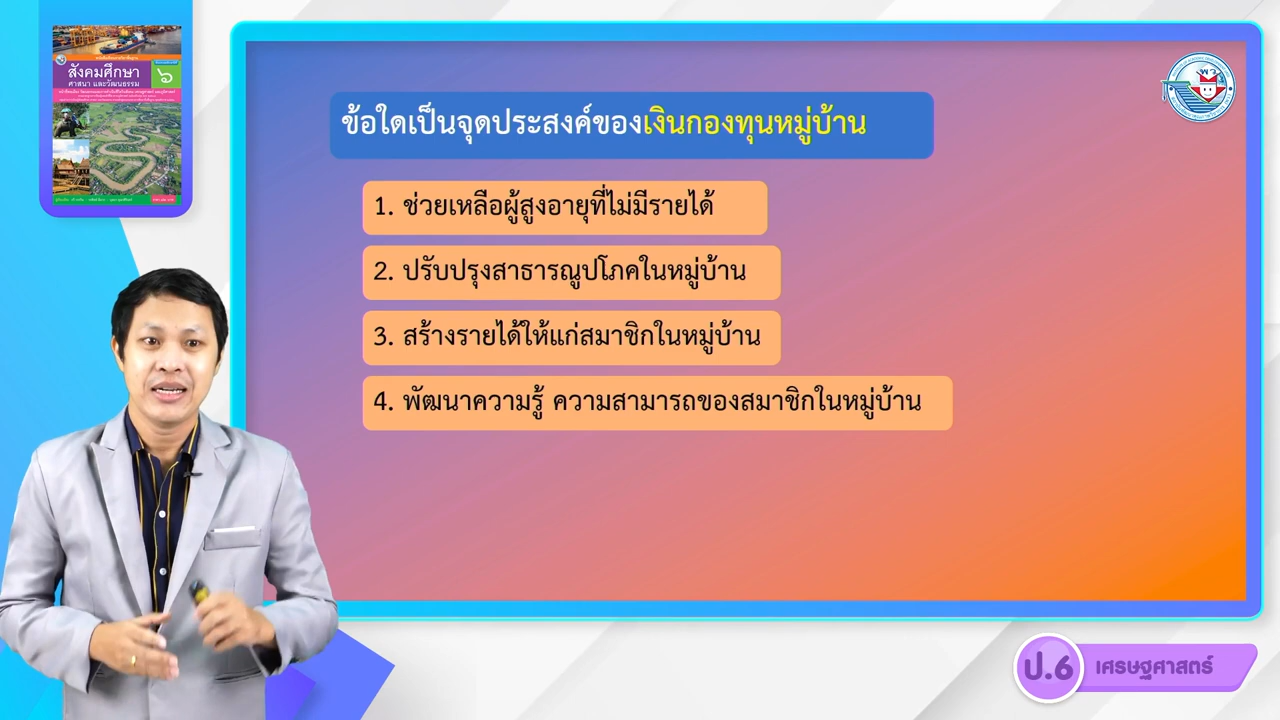 สังคมศึกษา
ศาสนา และวัฒนธรรม
๖
ข้อใดเป็นจุดประสงค์ของเงินกองทุนหมู่บ้าน
1. ช่วยเหลือผู้สูงอายุที่ไม่มีรายได้
2. ปรับปรุงสาธารณูปโภคในหมู่บ้าน
3. สร้างรายได้ให้แก่สมาชิกในหมู่บ้าน
4. พัฒนาความรู้ ความสามารถของสมาชิกในหมู่บ้าน
พว
ป.6
เศรษฐศาสตร์